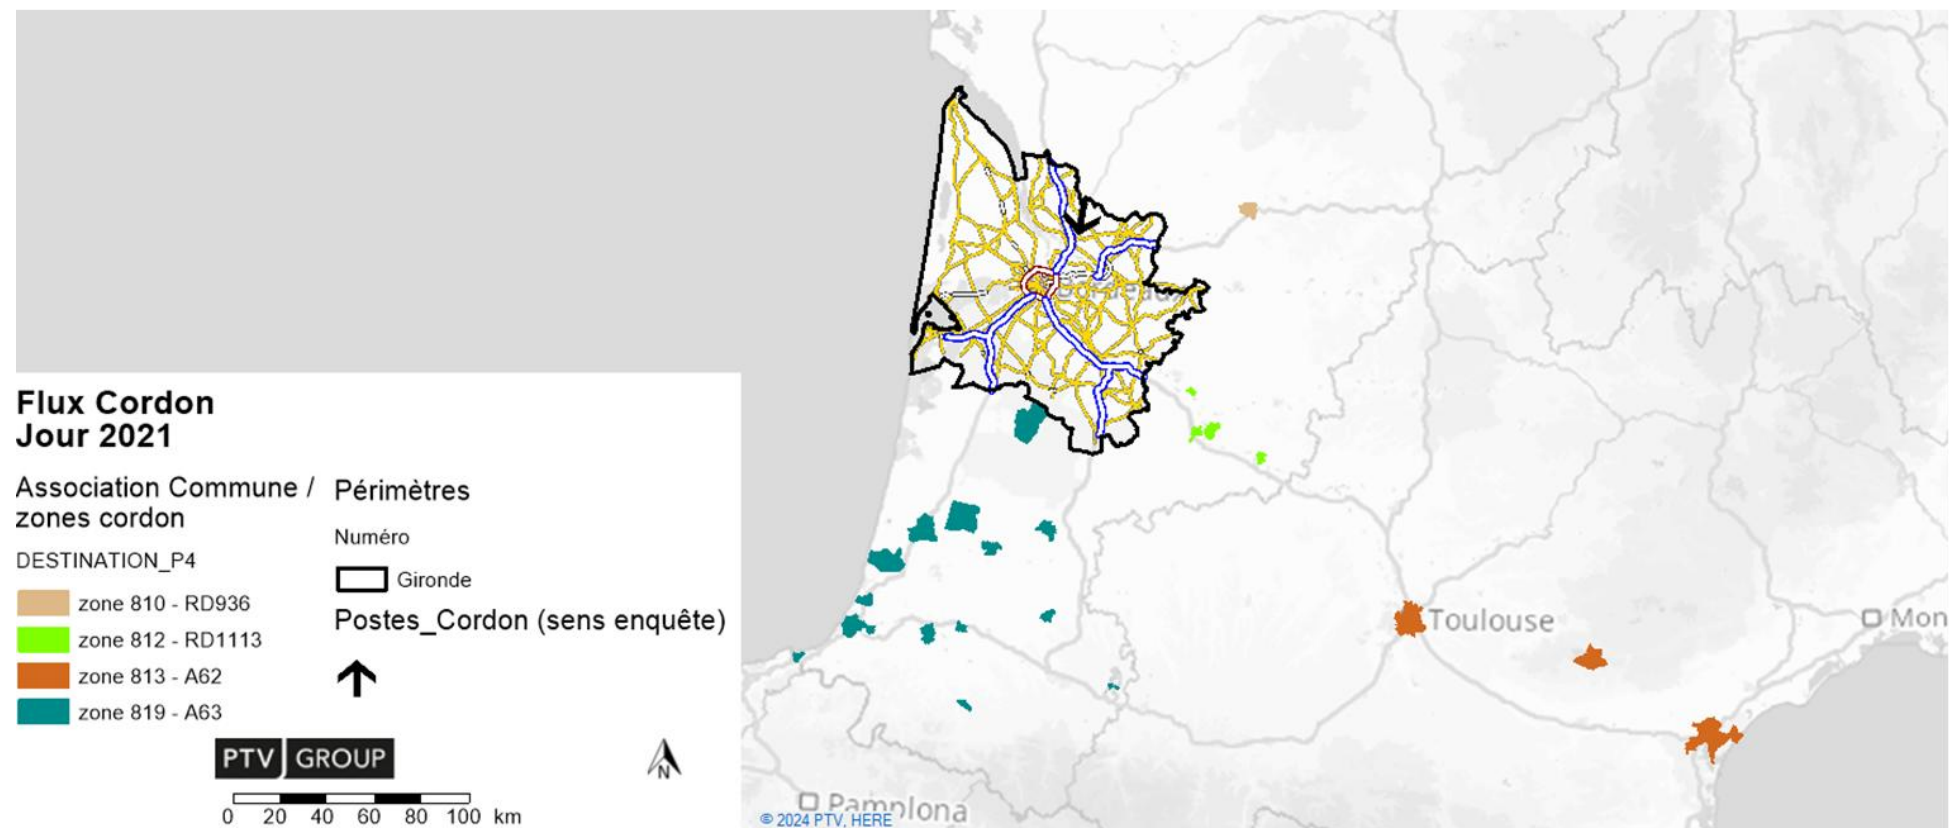 Bordeaux
Flux Cordon
Jour 2021
Association Commune /
zones cordon
DESTINATION_P4
zone 810 - RD936
zone 812 - RD1113
zone 813 - A62
zone 819 - A63
Périmètres
Numéro
Gironde
Postes_Cordon (sens enquête)
PTV GROUP
N
0 20 40 60 80 100 km
Toulouse
Mon
Pamplona
© 2024 PTV, HERE